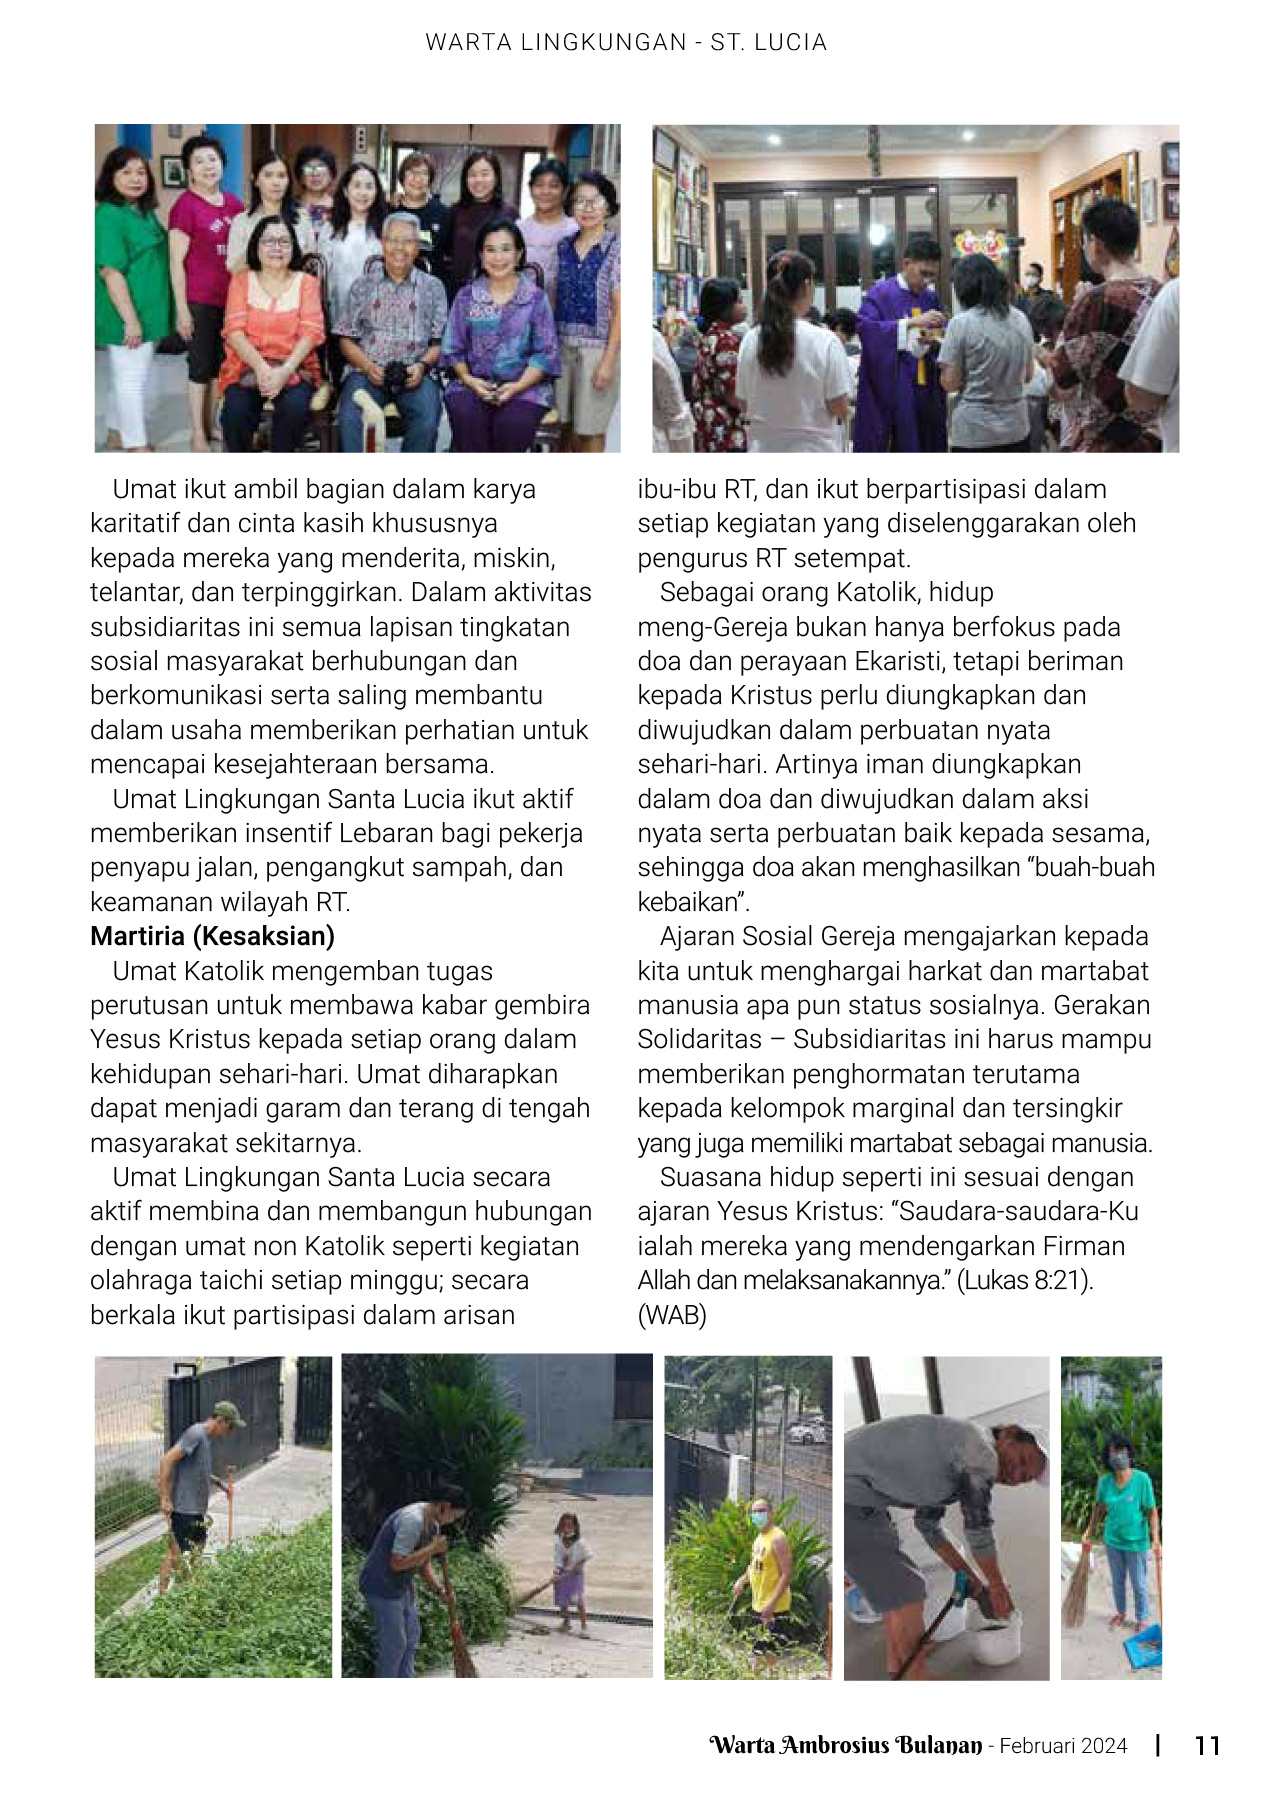 WARTA LINGKUNGAN - ST. LUCIA
Umat ikut ambil bagian dalam karya
karitatif dan cinta kasih khususnya
kepada mereka yang menderita, miskin,
telantar, dan terpinggirkan. Dalam aktivitas
subsidiaritas ini semua lapisan tingkatan
sosial masyarakat berhubungan dan
berkomunikasi serta saling membantu
dalam usaha memberikan perhatian untuk
mencapai kesejahteraan bersama.
Umat Lingkungan Santa Lucia ikut aktif
memberikan insentif Lebaran bagi pekerja
penyapu jalan, pengangkut sampah, dan
keamanan wilayah RT.
Martiria (Kesaksian)
Umat Katolik mengemban tugas
perutusan untuk membawa kabar gembira
Yesus Kristus kepada setiap orang dalam
kehidupan sehari-hari. Umat diharapkan
dapat menjadi garam dan terang di tengah
masyarakat sekitarnya.
Umat Lingkungan Santa Lucia secara
aktif membina dan membangun hubungan
dengan umat non Katolik seperti kegiatan
olahraga taichi setiap minggu; secara
berkala ikut partisipasi dalam arisan
ibu-ibu RT, dan ikut berpartisipasi dalam
setiap kegiatan yang diselenggarakan oleh
pengurus RT setempat.
Sebagai orang Katolik, hidup
meng-Gereja bukan hanya berfokus pada
doa dan perayaan Ekaristi, tetapi beriman
kepada Kristus perlu diungkapkan dan
diwujudkan dalam perbuatan nyata
sehari-hari. Artinya iman diungkapkan
dalam doa dan diwujudkan dalam aksi
nyata serta perbuatan baik kepada sesama,
sehingga doa akan menghasilkan “buah-buah
kebaikan”.
Ajaran Sosial Gereja mengajarkan kepada
kita untuk menghargai harkat dan martabat
manusia apa pun status sosialnya. Gerakan
Solidaritas – Subsidiaritas ini harus mampu
memberikan penghormatan terutama
kepada kelompok marginal dan tersingkir
yang juga memiliki martabat sebagai manusia.
Suasana hidup seperti ini sesuai dengan
ajaran Yesus Kristus: “Saudara-saudara-Ku
ialah mereka yang mendengarkan Firman
Allah dan melaksanakannya.” (Lukas 8:21).
(WAB)
Warta Ambrosius Bulanan - Februari 2024 | 11